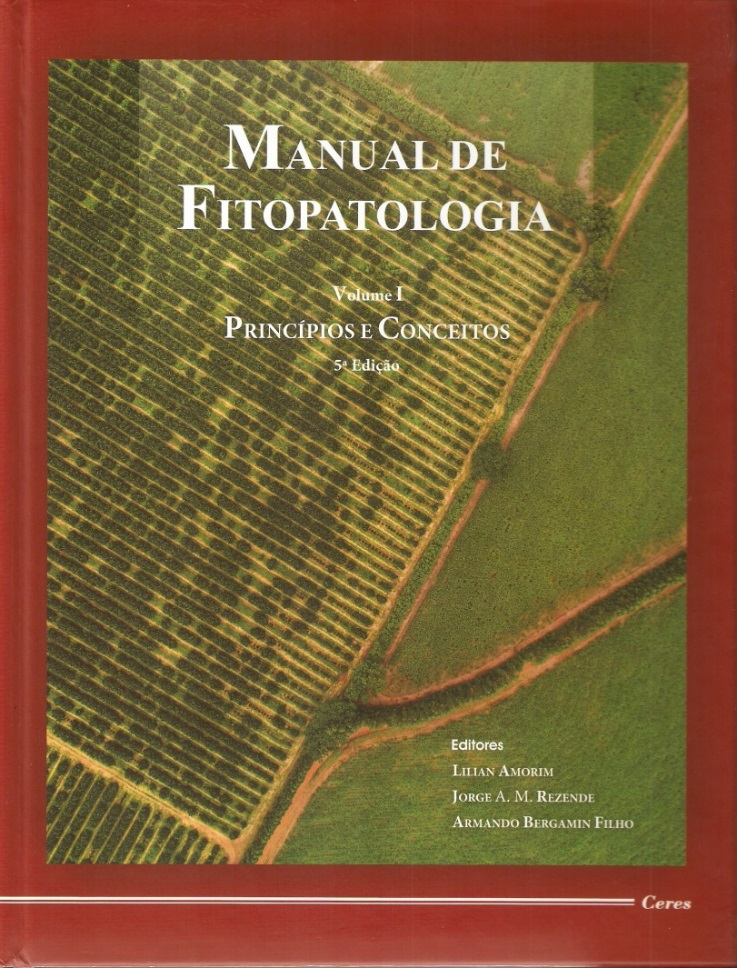 MANUAL DE
FITOPATOLOGIA
Volume I
PRINCÍPIOS E CONCEITOS
5ª Edição
Editores
LILIAN AMORIM
JORGE A. M. REZENDE
ARMANDO BERGAMIN FILHO
Ceres